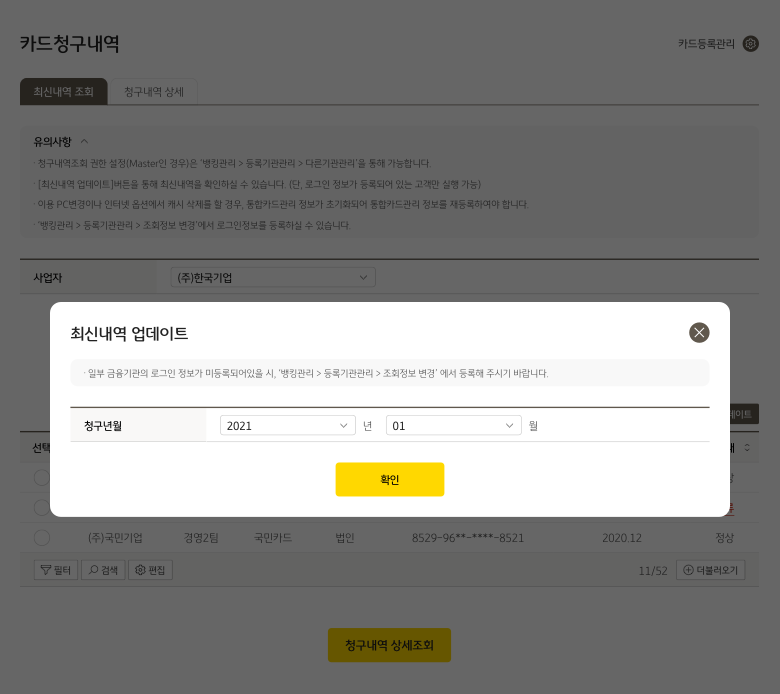 카드청구내역
카드등록관리
최신내역 조회
청구내역 상세
유의사항
· 청구내역조회 권한 설정(Master인 경우)은 '뱅킹관리 > 등록기관관리 > 다른기관관리'을 통해 가능합니다.
· [최신내역 업데이트]버튼을 통해 최신내역을 확인하실 수 있습니다. (단, 로그인 정보가 등록되어 있는 고객만 실행 가능)
· 이용 PC변경이나 인터넷 옵션에서 캐시 삭제를 할 경우, 통합카드관리 정보가 초기화되어 통합카드관리 정보를 재등록하여야 합니다.
· '뱅킹관리 > 등록기관관리 > 조회정보 변경'에서 로그인정보를 등록하실 수 있습니다.
사업자
(주)한국기업
최신내역 업데이트
· 일부 금융기관의 로그인 정보가 미등록되어있을 시, '뱅킹관리 > 등록기관관리 > 조회정보 변경' 에서 등록해 주시기 바랍니다.
청구년월
2021
년
01
월
확인
선택
(주)국민기업 경영2팀 국민카드 법인 8529-96**-****-8521 2020.12 정상
필터
검색
편집
11/52
더불러오기
청구내역 상세조회